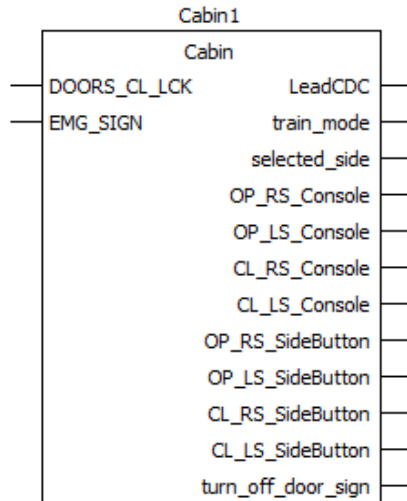 Cabin1
Cabin
DOORS_CL_LCK LeadCDC
EMG_SIGN train_mode
selected_side
OP_RS_Console
OP_LS_Console
CL_RS_Console
CL_LS_Console
OP_RS_SideButton
OP_LS_SideButton
CL_RS_SideButton
CL_LS_SideButton
turn_off_door_sign